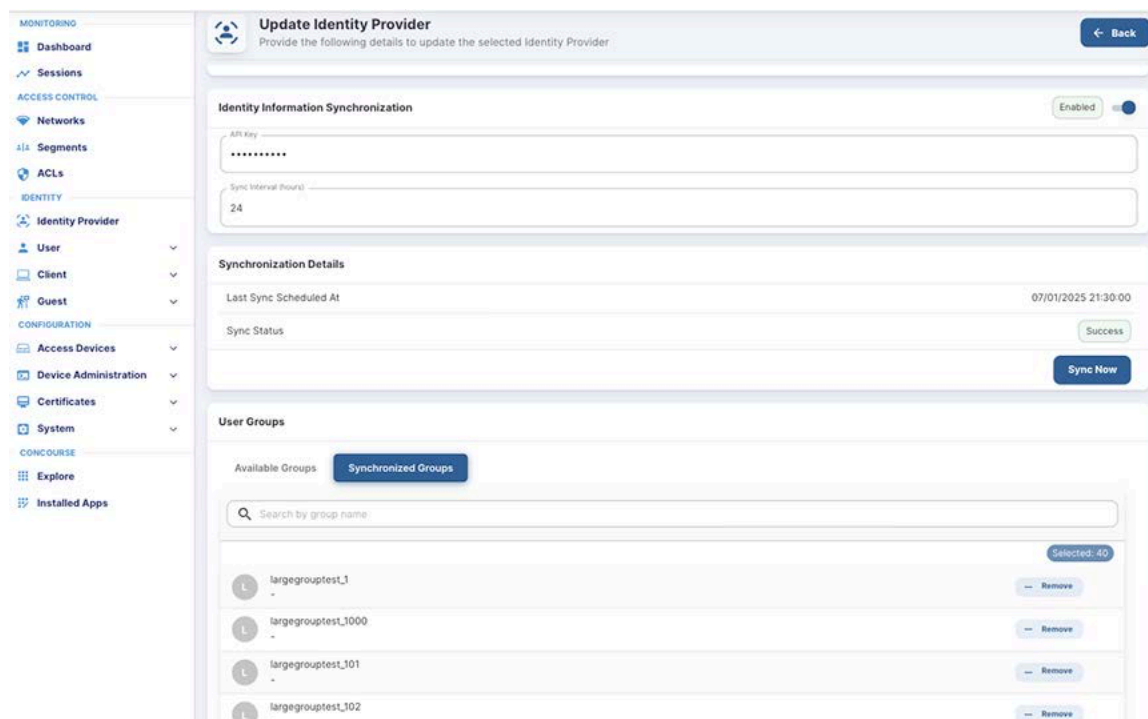 MONITORING
Dashboard
Sessions
ACCESS CONTROL
Networks
Segments
ACLs
IDENTITY
Identity Provider
User
Client
Guest
CONFIGURATION
Access Devices
Device Administration
Certificates
System
CONCOURSE
Explore
Installed Apps
Update Identity Provider
Provide the following details to update the selected Identity Provider
← Back
Identity Information Synchronization
Enabled
API Key
••••••••••
Sync Interval (hours)
24
Synchronization Details
Last Sync Scheduled At 07/01/2025 21:30:00
Sync Status Success
Sync Now
User Groups
Available Groups Synchronized Groups
Search by group name
Selected: 40
L largegrouptest_1 — Remove
-
L largegrouptest_1000 — Remove
-
L largegrouptest_101 — Remove
-
L largegrouptest_102 — Remove